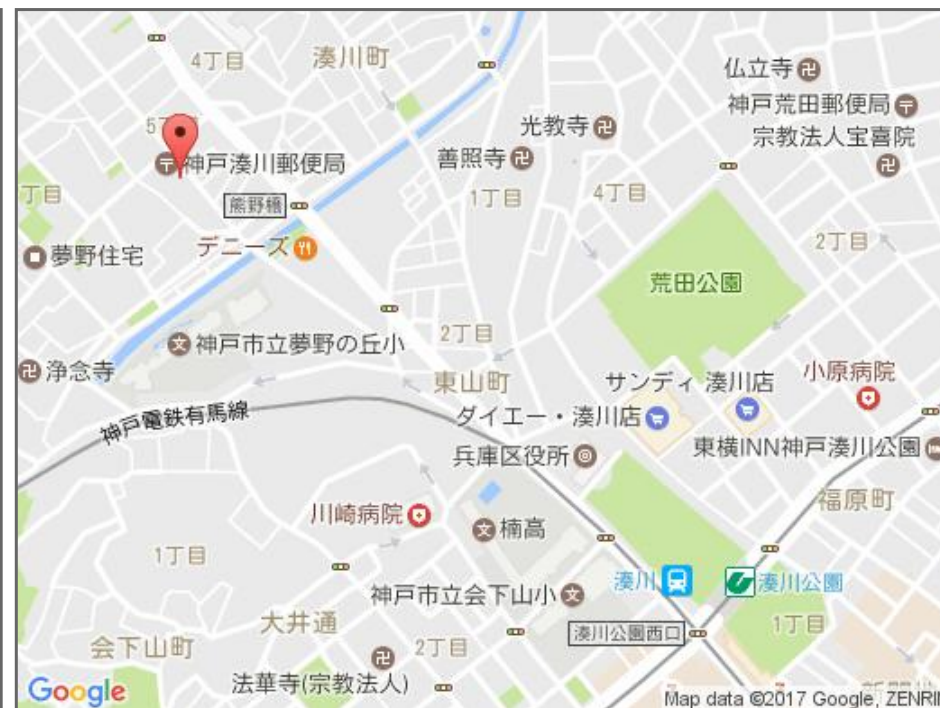 4丁目
湊川町
仏立寺
神戸荒田郵便局
宗教法人宝喜院
光教寺
善照寺
神戸湊川郵便局
丁目
1丁目
4丁目
熊野橋
デニーズ
夢野住宅
2丁目
荒田公園
神戸市立夢野の丘小
2丁目
浄念寺
東山町
サンディ 湊川店
小原病院
神戸電鉄有馬線
ダイエー・湊川店
兵庫区役所
東横INN神戸湊川公園
福原町
川崎病院
楠高
1丁目
湊川
湊川公園
神戸市立会下山小
大井通
湊川公園西口
1丁目
会下山町
2丁目
法華寺(宗教法人)
Google
Map data ©2017 Google, ZENRI